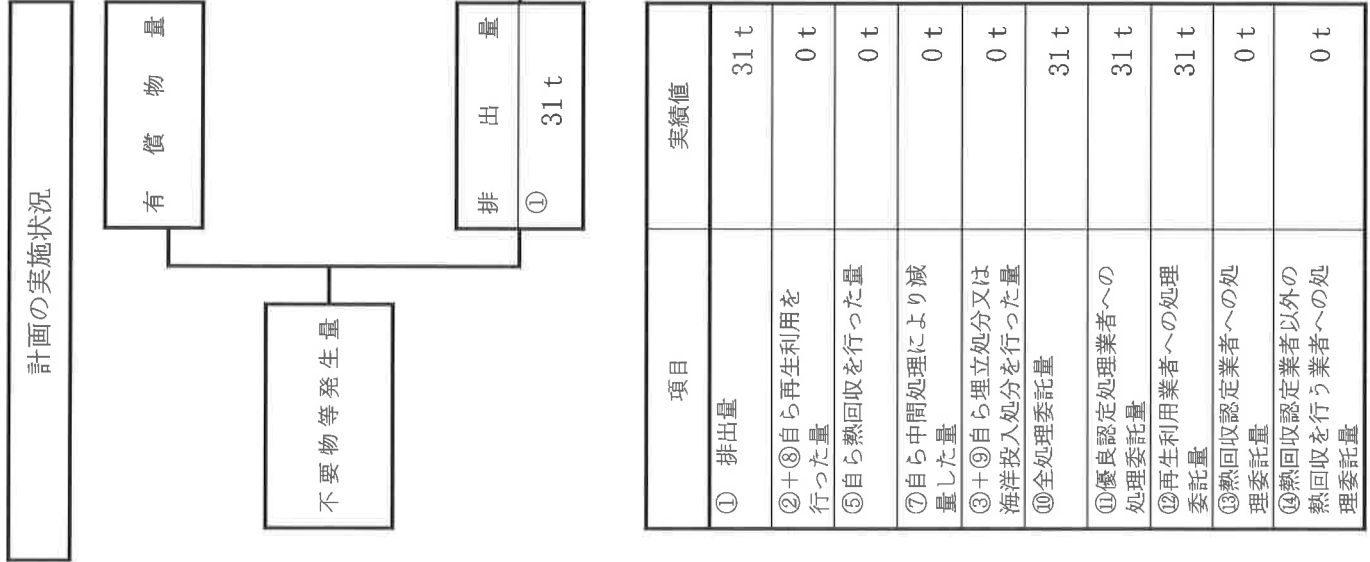 計画の実施状況
有償物量
不要物等発生量
排出量
①
31 t
項目 実績値
① 排出量 31 t
②＋⑧自ら再生利用を
行った量 0 t
⑤自ら熱回収を行った量 0 t
⑦自ら中間処理により減
量した量 0 t
③＋⑨自ら埋立処分又は
海洋投入処分を行った量 0 t
⑩全処理委託量 31 t
⑪優良認定処理業者への
処理委託量 31 t
⑫再生利用業者への処理
委託量 31 t
⑬熱回収認定業者への処
理委託量 0 t
⑭熱回収認定業者以外の
熱回収を行う業者への処
理委託量 0 t